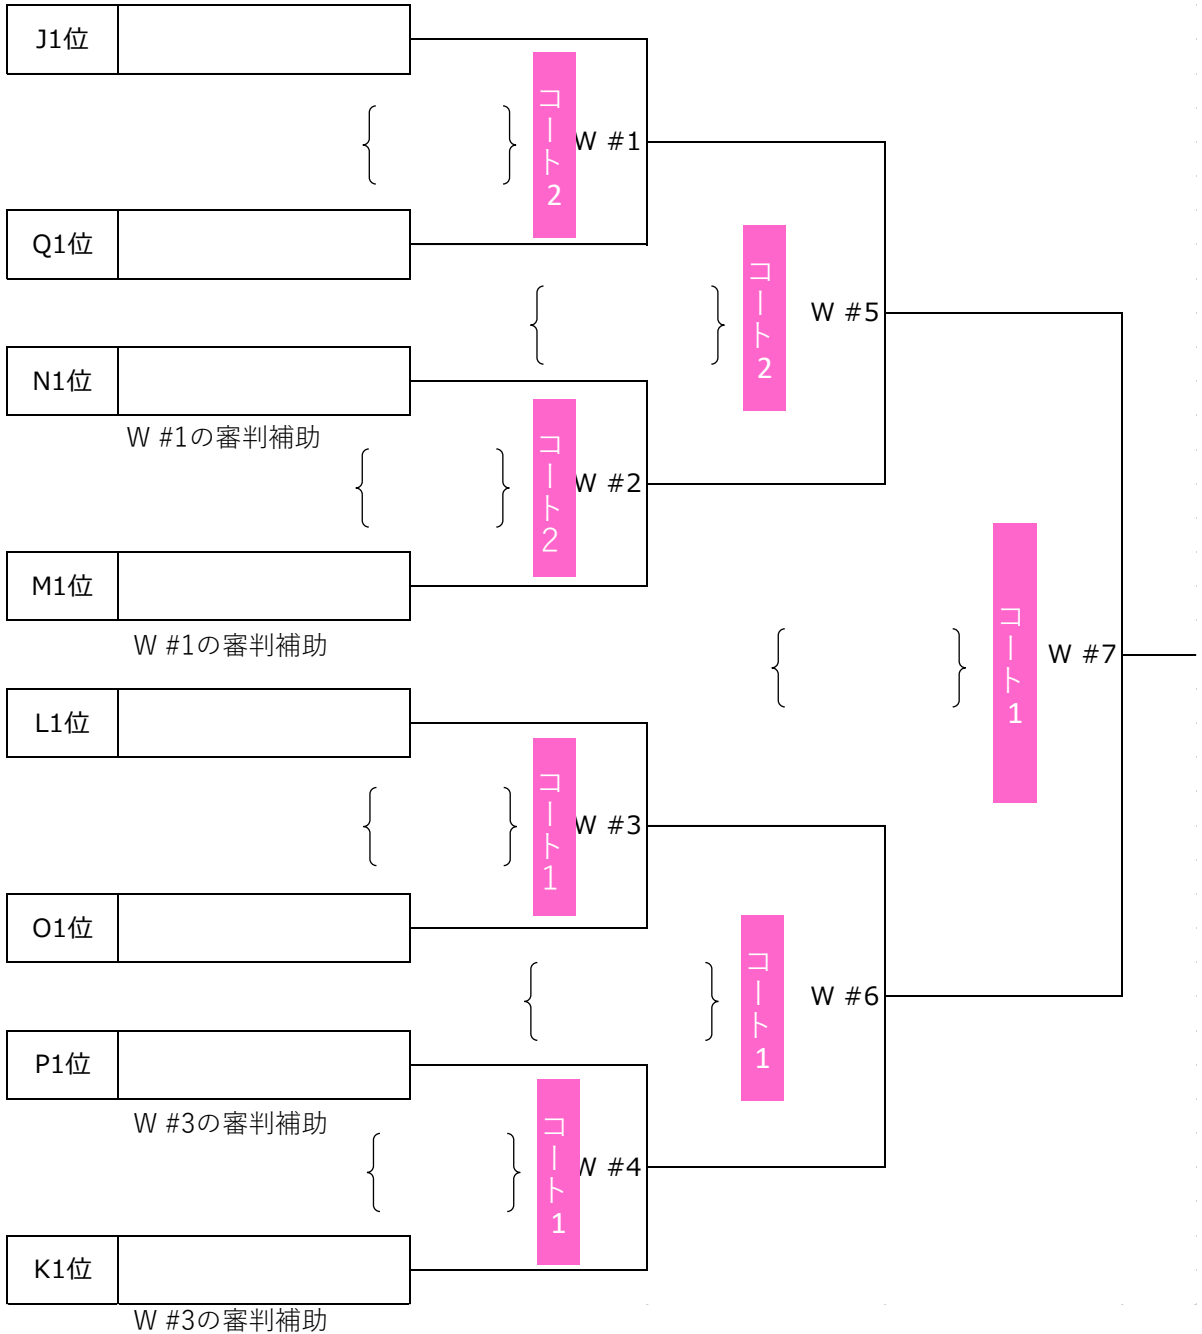 J1位
コート2
W #1
Q1位
コート2
W #5
N1位
W #1の審判補助
コート2
W #2
M1位
W #1の審判補助
コート1
W #7
L1位
コート1
W #3
O1位
コート1
W #6
P1位
W #3の審判補助
コート1
W #4
K1位
W #3の審判補助